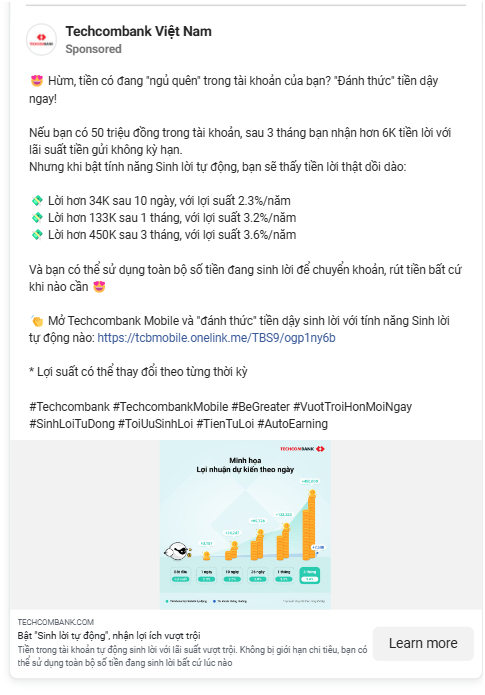 Techcombank Việt Nam
Sponsored
😍 Hừm, tiền có đang "ngủ quên" trong tài khoản của bạn? "Đánh thức" tiền dậy
ngay!
Nếu bạn có 50 triệu đồng trong tài khoản, sau 3 tháng bạn nhận hơn 6K tiền lời với
lãi suất tiền gửi không kỳ hạn.
Nhưng khi bật tính năng Sinh lời tự động, bạn sẽ thấy tiền lời thật dồi dào:
💸 Lời hơn 34K sau 10 ngày, với lợi suất 2.3%/năm
💸 Lời hơn 133K sau 1 tháng, với lợi suất 3.2%/năm
💸 Lời hơn 450K sau 3 tháng, với lợi suất 3.6%/năm
Và bạn có thể sử dụng toàn bộ số tiền đang sinh lời để chuyển khoản, rút tiền bất cứ
khi nào cần 😍
👏 Mở Techcombank Mobile và "đánh thức" tiền dậy sinh lời với tính năng Sinh lời
tự động nào: https://tcbmobile.onelink.me/TBS9/ogp1ny6b
* Lợi suất có thể thay đổi theo từng thời kỳ
#Techcombank #TechcombankMobile #BeGreater #VuotTroiHonMoiNgay
#SinhLoiTuDong #ToiUuSinhLoi #TienTuLoi #AutoEarning
TECHCOMBANK
Minh họa
Lợi nhuận dự kiến theo ngày
Bắt đầu
1 ngày
10 ngày
1 tháng
3 tháng
TECHCOMBANK.COM
Bật "Sinh lời tự động", nhận lợi ích vượt trội
Tiền trong tài khoản tự động sinh lời với lãi suất vượt trội. Không bị giới hạn chi tiêu, bạn có
thể sử dụng toàn bộ số tiền đang sinh lời bất cứ lúc nào
Learn more